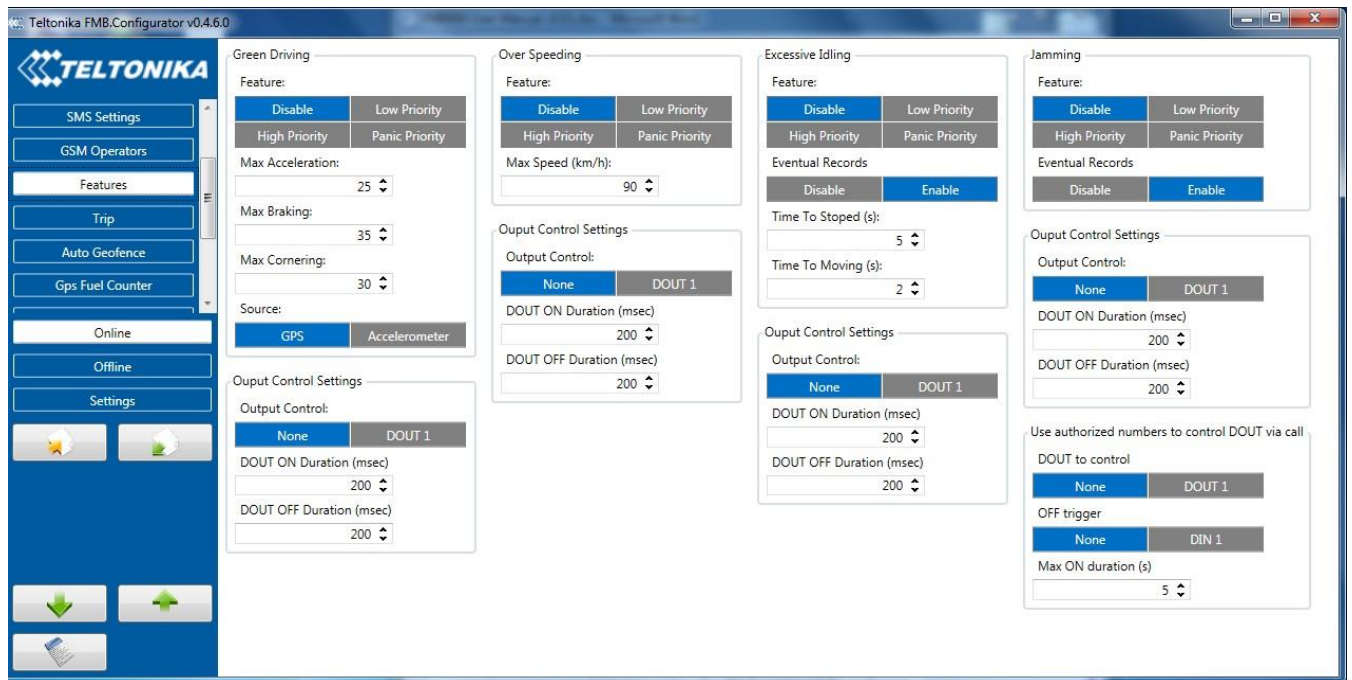 Teltonika FMB.Configurator v0.4.6.0
TELTONIKA
SMS Settings
GSM Operators
Features
Trip
Auto Geofence
Gps Fuel Counter
Online
Offline
Settings
Green Driving
Feature:
Disable Low Priority
High Priority Panic Priority
Max Acceleration:
25
Max Braking:
35
Max Cornering:
30
Source:
GPS Accelerometer
Ouput Control Settings
Output Control:
None DOUT 1
DOUT ON Duration (msec)
200
DOUT OFF Duration (msec)
200
Over Speeding
Feature:
Disable Low Priority
High Priority Panic Priority
Max Speed (km/h):
90
Ouput Control Settings
Output Control:
None DOUT 1
DOUT ON Duration (msec)
200
DOUT OFF Duration (msec)
200
Excessive Idling
Feature:
Disable Low Priority
High Priority Panic Priority
Eventual Records
Disable Enable
Time To Stoped (s):
5
Time To Moving (s):
2
Ouput Control Settings
Output Control:
None DOUT 1
DOUT ON Duration (msec)
200
DOUT OFF Duration (msec)
200
Jamming
Feature:
Disable Low Priority
High Priority Panic Priority
Eventual Records
Disable Enable
Ouput Control Settings
Output Control:
None DOUT 1
DOUT ON Duration (msec)
200
DOUT OFF Duration (msec)
200
Use authorized numbers to control DOUT via call
DOUT to control
None DOUT 1
OFF trigger
None DIN 1
Max ON duration (s)
5